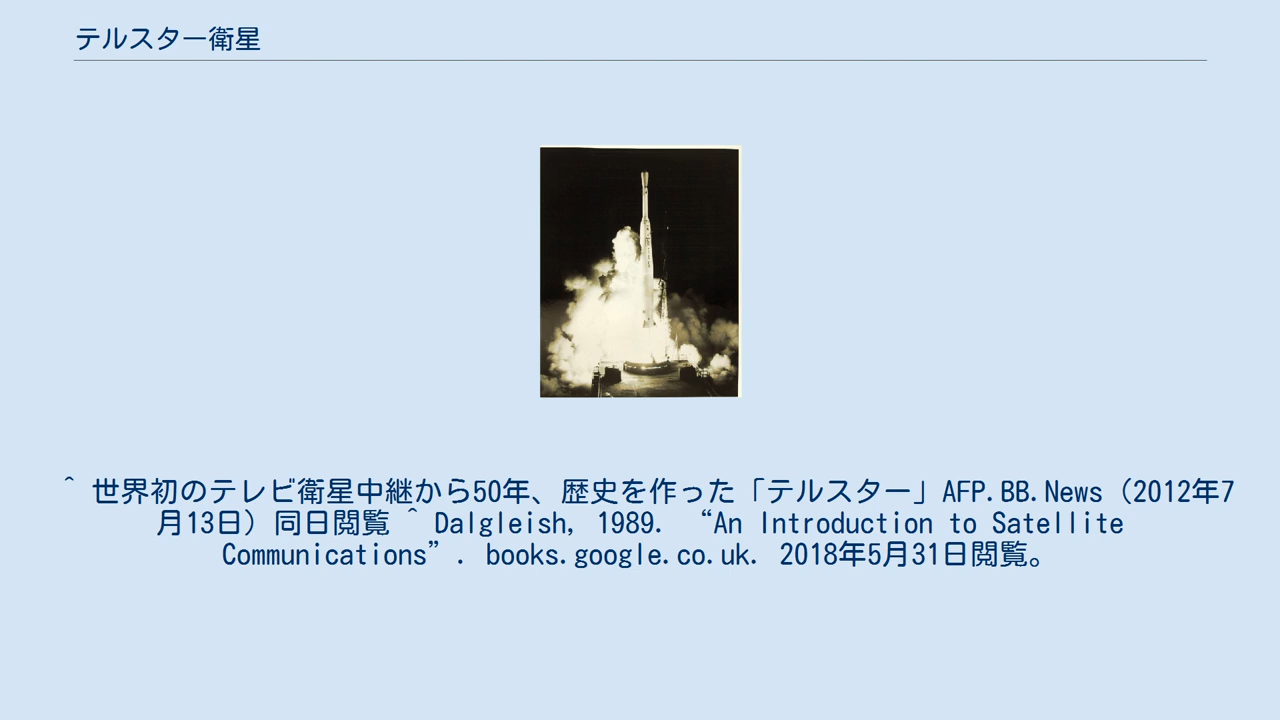 テルスター衛星
^ 世界初のテレビ衛星中継から50年、歴史を作った「テルスター」AFP.BB.News（2012年7
月13日）同日閲覧 ^ Dalgleish, 1989. “An Introduction to Satellite
Communications”. books.google.co.uk. 2018年5月31日閲覧。